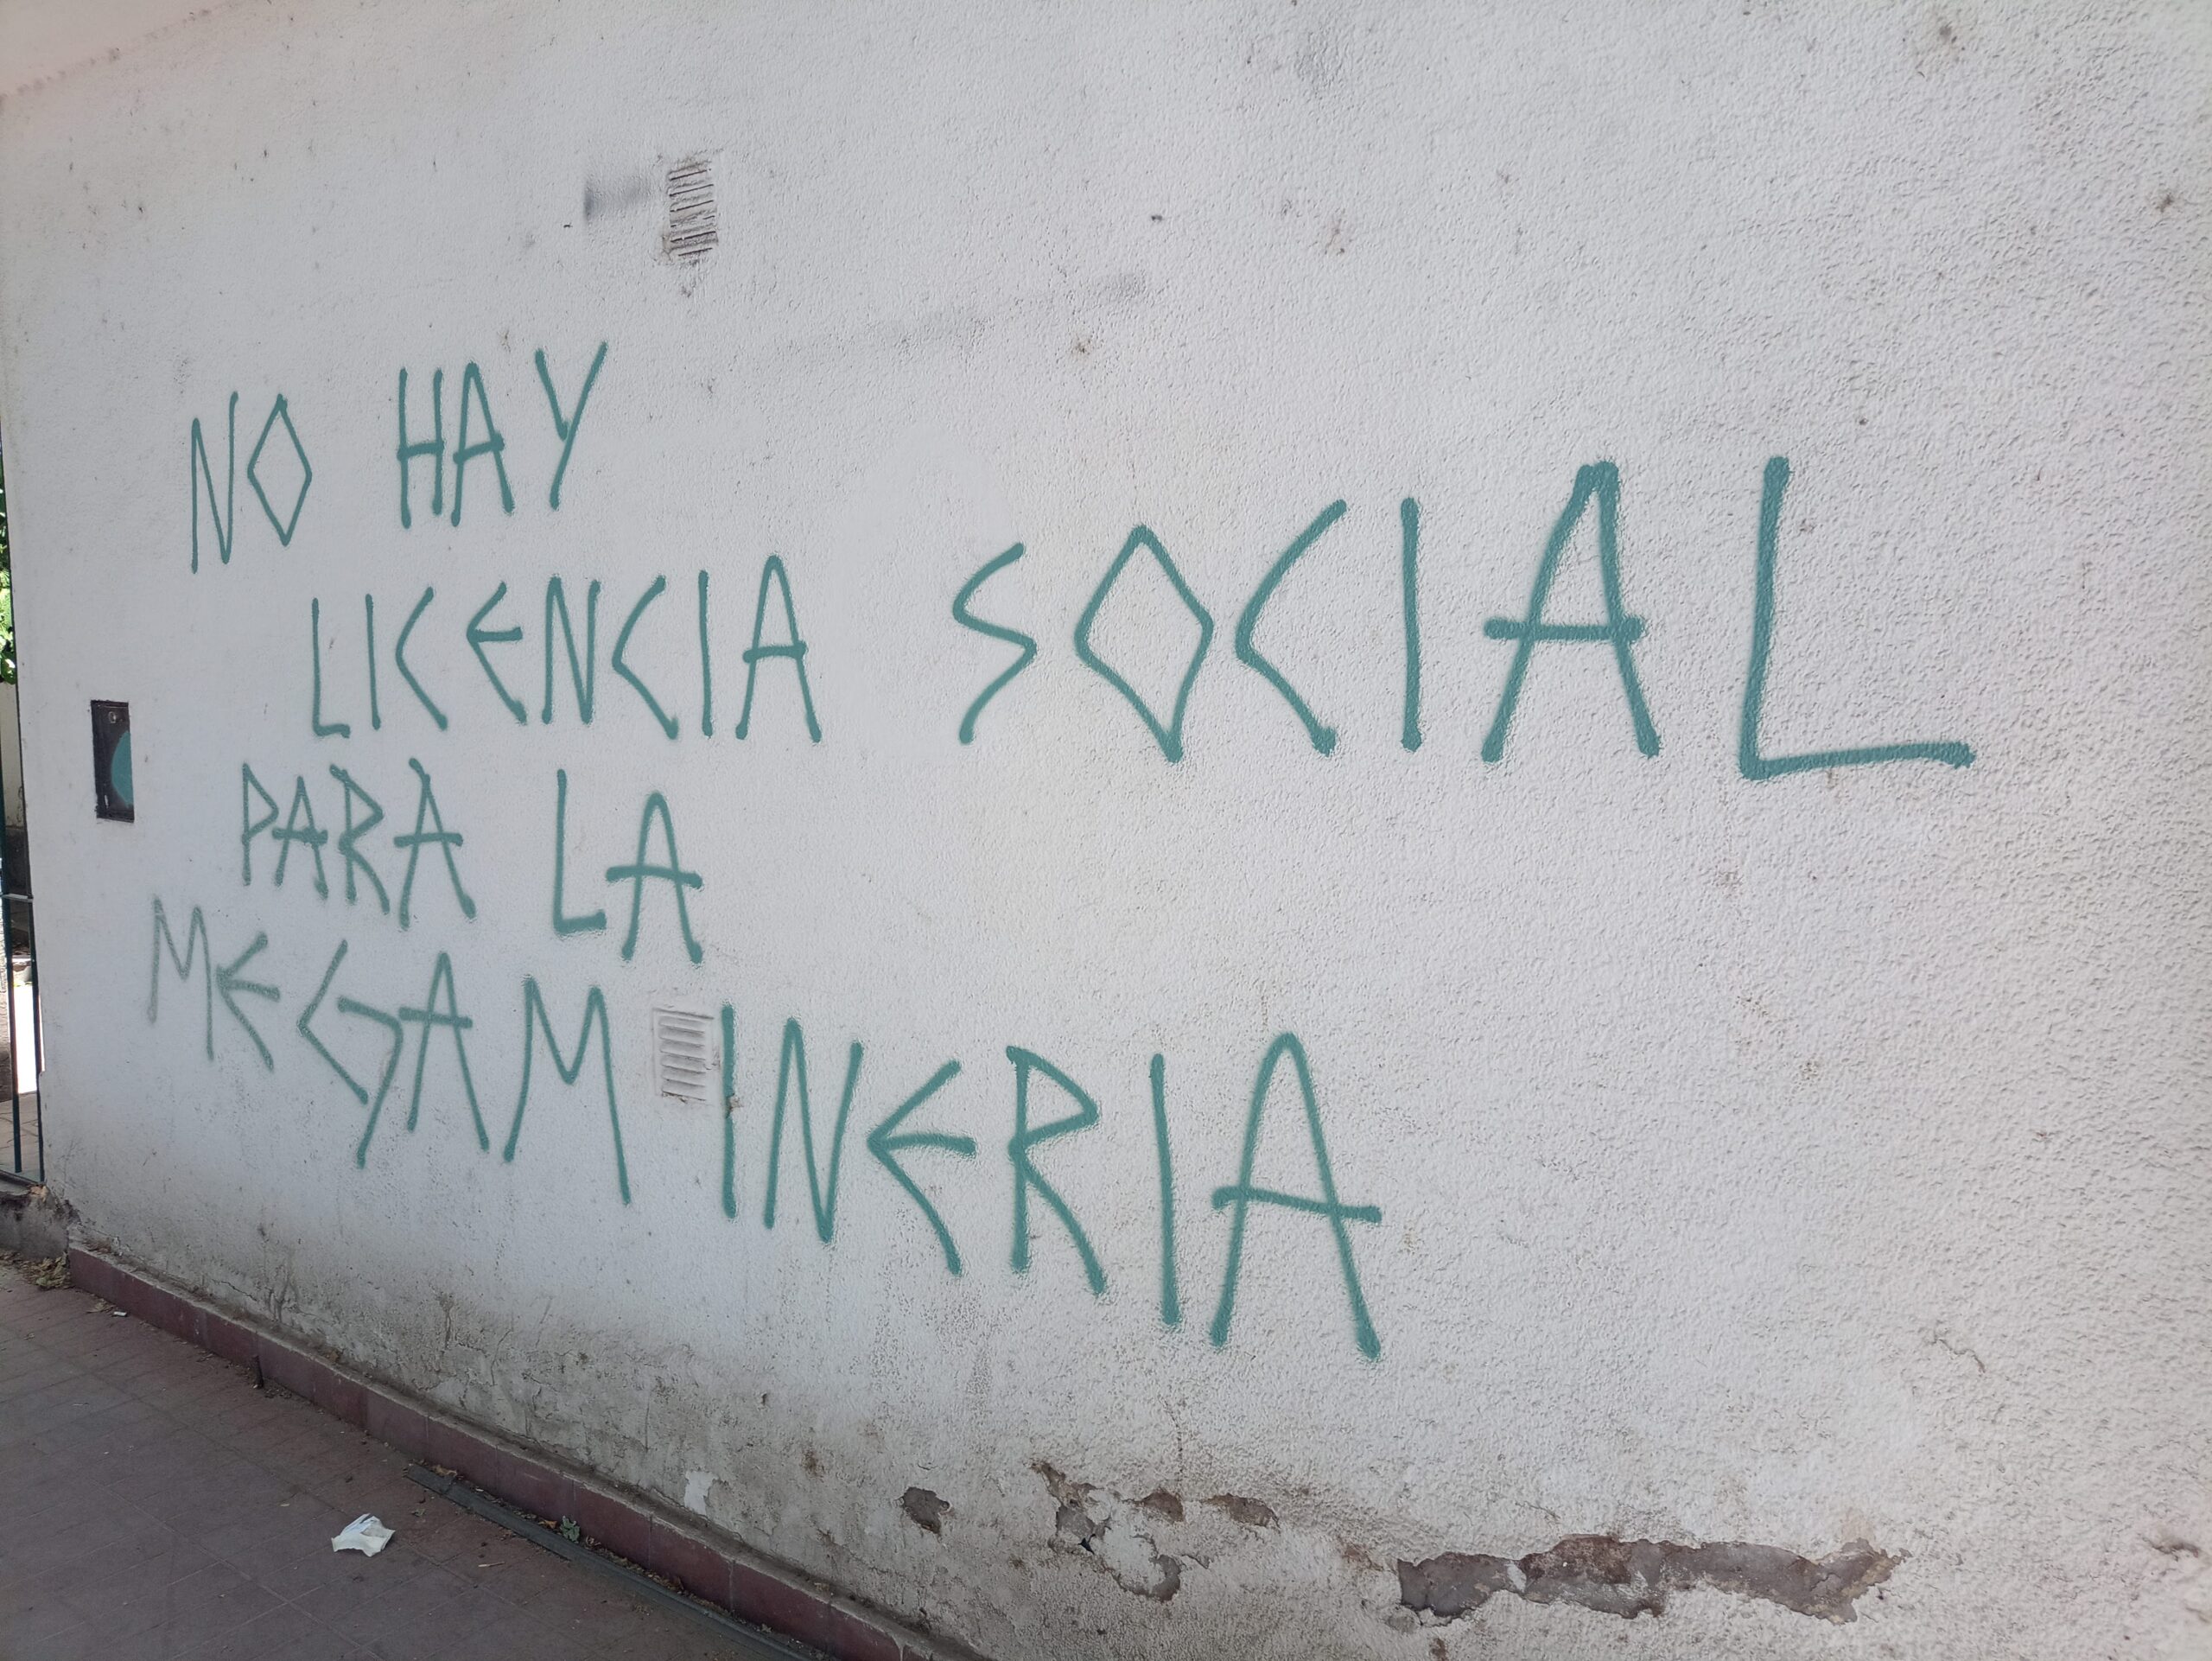 NO HAY
LICENCIA SOCIAL
PARA LA
MEGAMINERIA